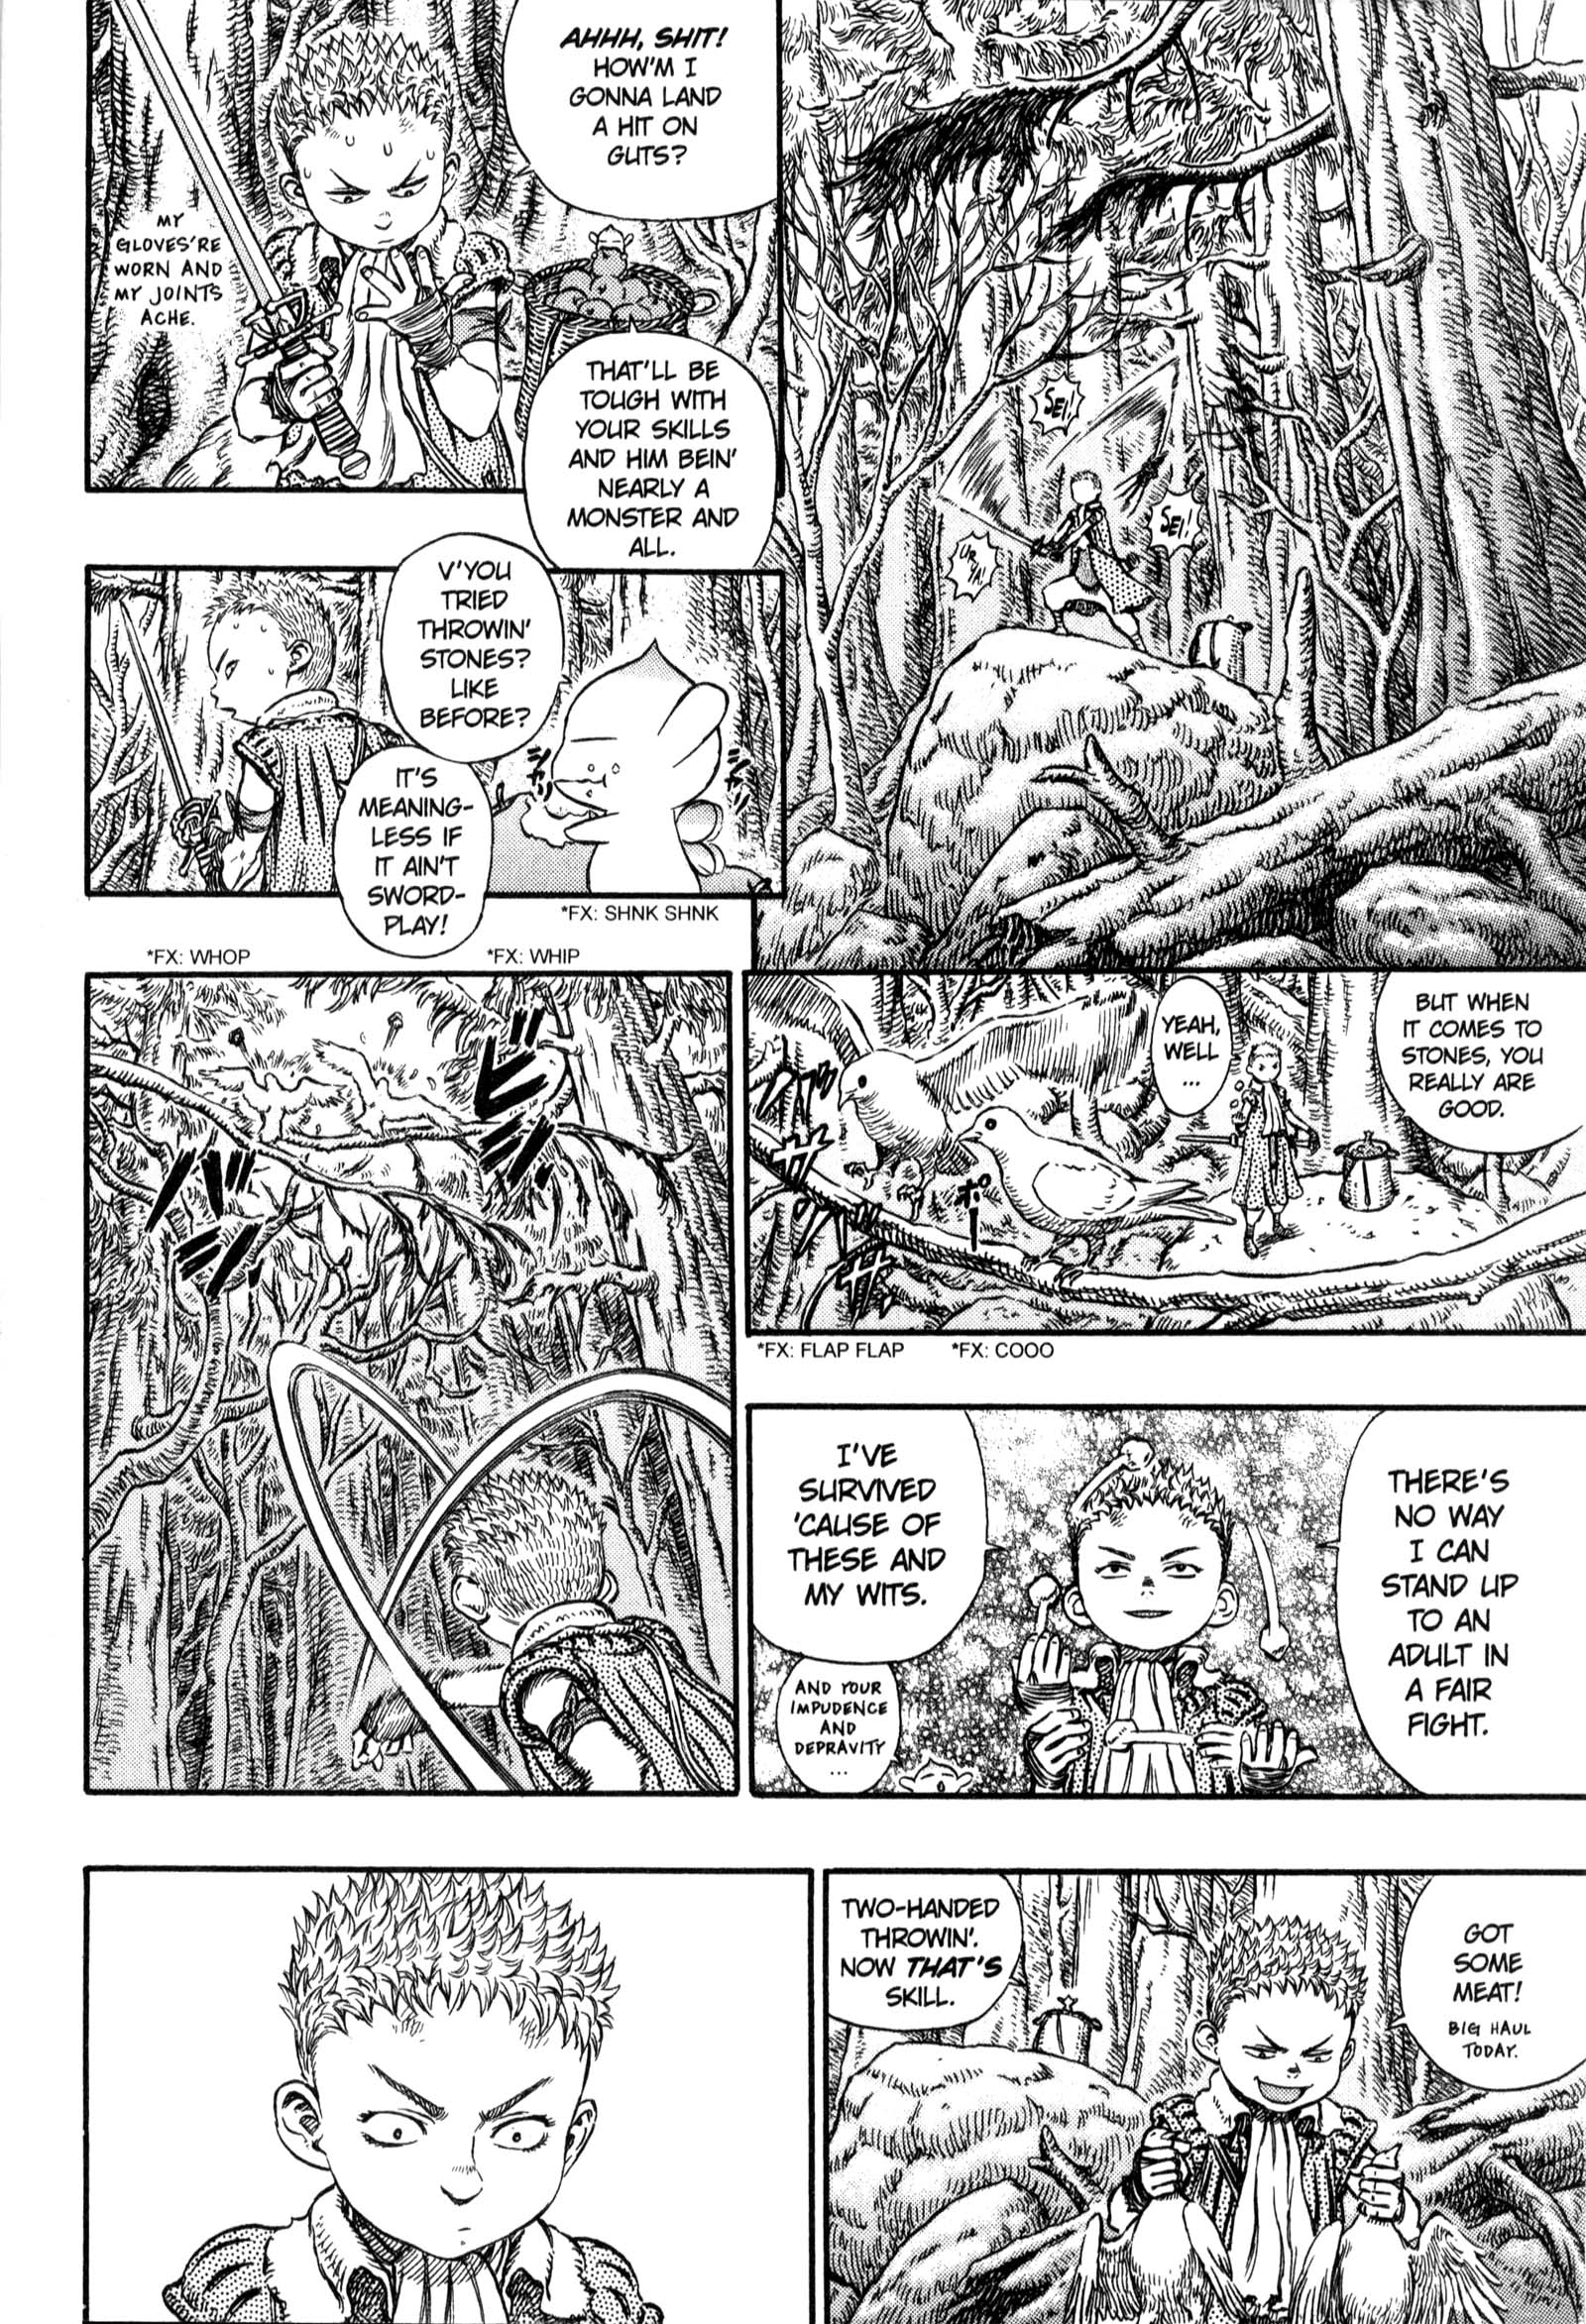 SEI!
SEI!
UR
YA!
AHHH, SHIT!
HOW'M I
GONNA LAND
A HIT ON
GUTS?
MY
GLOVES'RE
WORN AND
MY JOINTS
ACHE.
THAT'LL BE
TOUGH WITH
YOUR SKILLS
AND HIM BEIN'
NEARLY A
MONSTER AND
ALL.
V'YOU
TRIED
THROWIN'
STONES?
LIKE
BEFORE?
IT'S
MEANING-
LESS IF
IT AIN'T
SWORD-
PLAY!
*FX: SHNK SHNK
BUT WHEN
IT COMES TO
STONES, YOU
REALLY ARE
GOOD.
YEAH,
WELL
...
ポー
*FX: FLAP FLAP
*FX: COOO
*FX: WHOP
*FX: WHIP
THERE'S
NO WAY
I CAN
STAND UP
TO AN
ADULT IN
A FAIR
FIGHT.
I'VE
SURVIVED
'CAUSE OF
THESE AND
MY WITS.
AND YOUR
IMPUDENCE
AND
DEPRAVITY
...
GOT
SOME
MEAT!
BIG HAUL
TODAY.
TWO-HANDED
THROWIN'.
NOW THAT'S
SKILL.